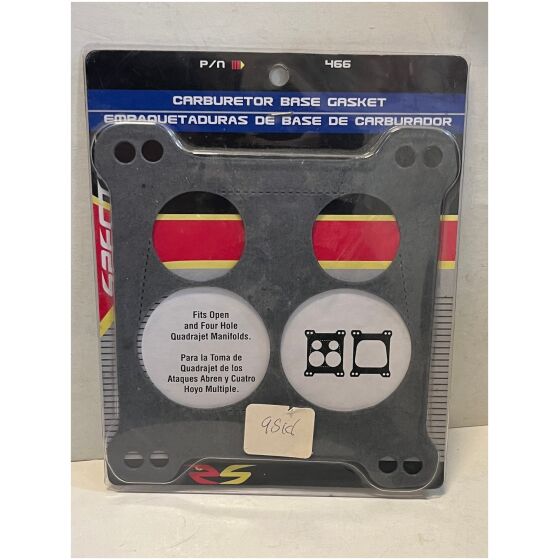 P/N 466
CARBURETOR BASE GASKET
EMPAQUETADURAS DE BASE DE CARBURADOR
Fits Open
and Four Hole
Quadrajet Manifolds.
Para la Toma de
Quadrajet de los
Ataques Abren y Cuatro
Hoyo Multiple.